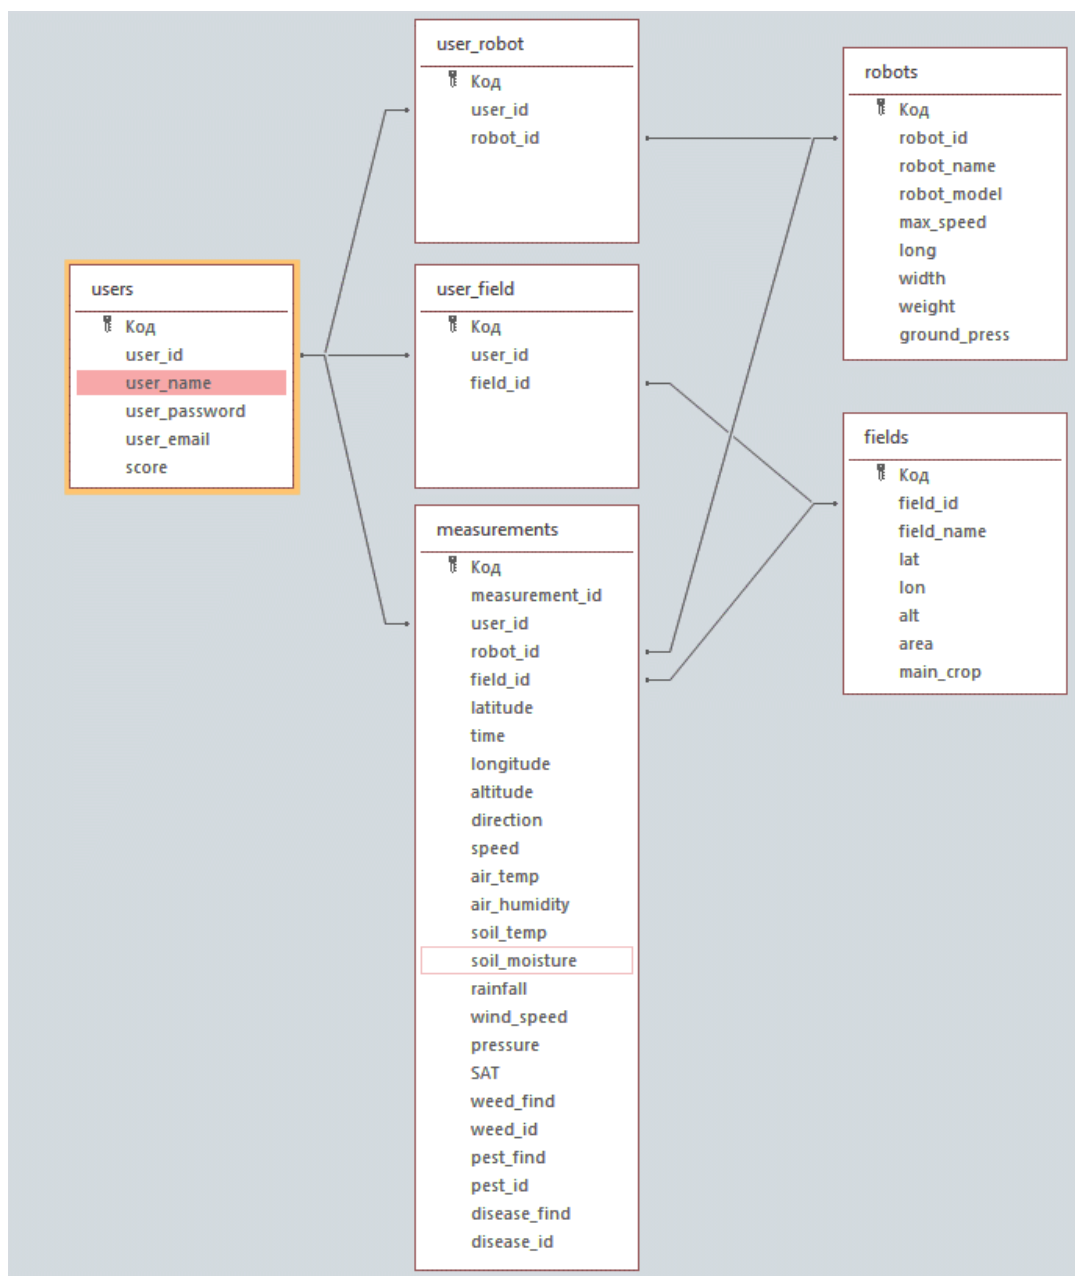 user_robot
Код
user_id
robot_id
robots
Код
robot_id
robot_name
robot_model
max_speed
long
width
weight
ground_press
users
Код
user_id
user_name
user_password
user_email
score
user_field
Код
user_id
field_id
fields
Код
field_id
field_name
lat
lon
alt
area
main_crop
measurements
Код
measurement_id
user_id
robot_id
field_id
latitude
time
longitude
altitude
direction
speed
air_temp
air_humidity
soil_temp
soil_moisture
rainfall
wind_speed
pressure
SAT
weed_find
weed_id
pest_find
pest_id
disease_find
disease_id